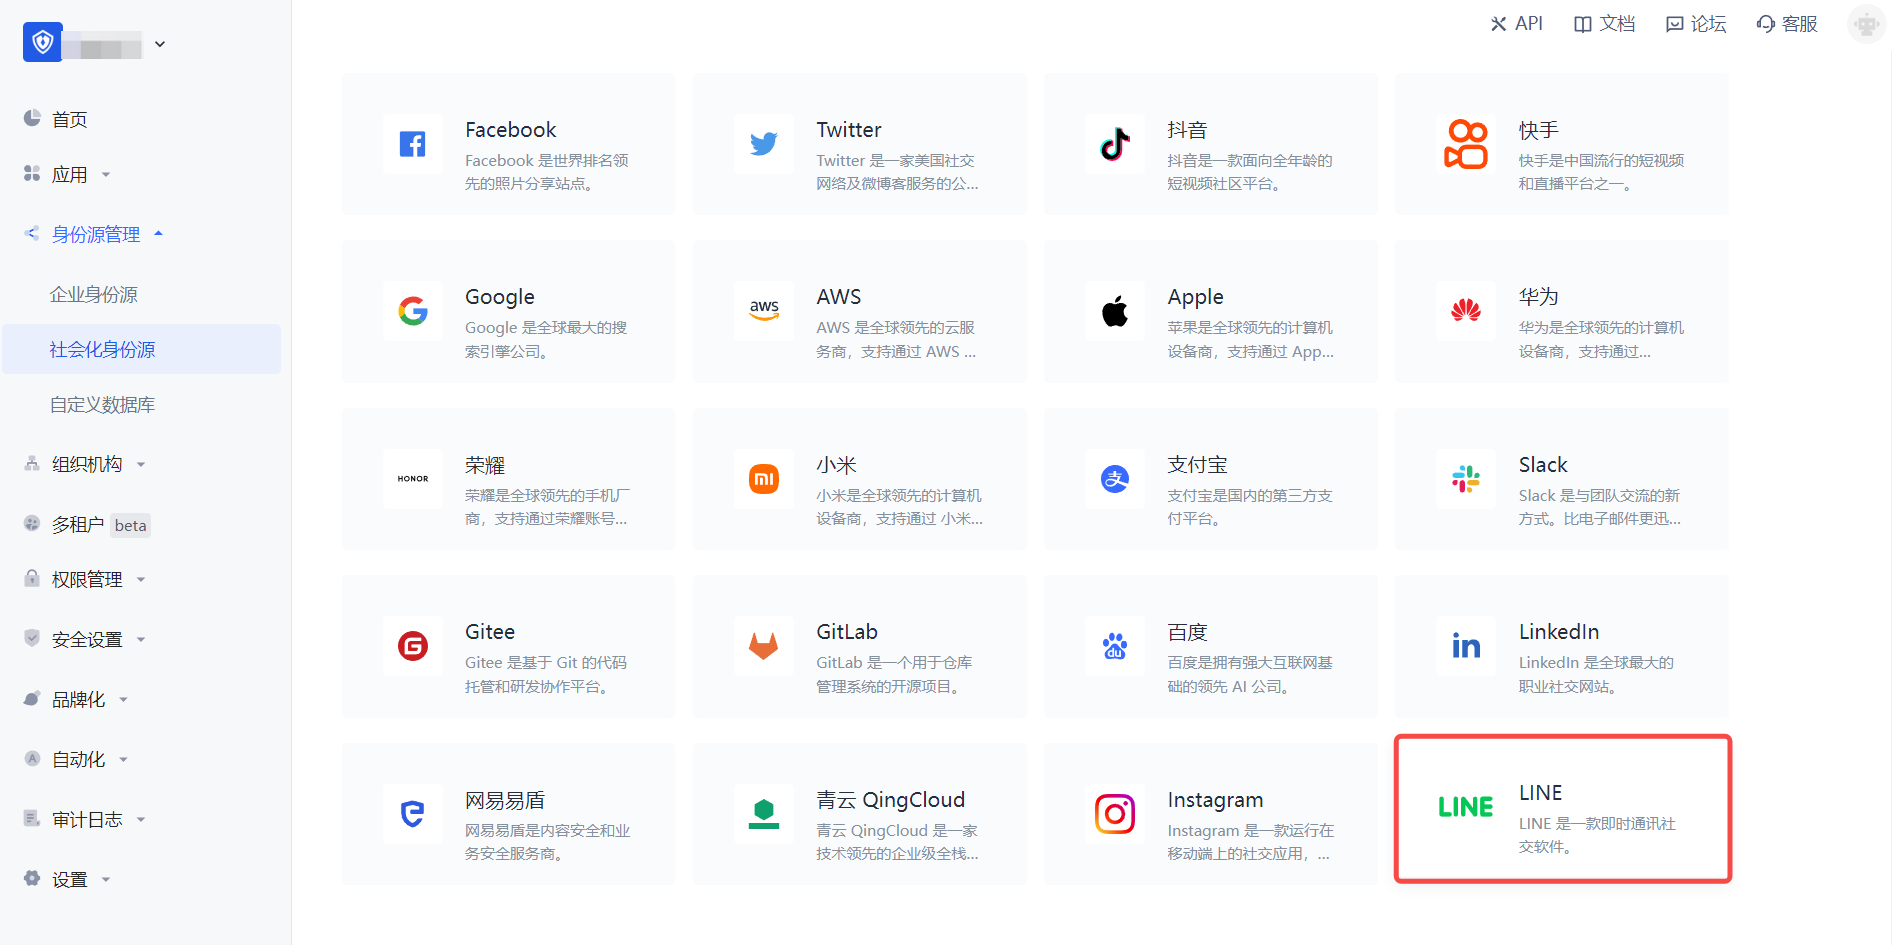 API
文档
论坛
客服
首页
应用
身份源管理
企业身份源
社会化身份源
自定义数据库
组织机构
多租户 beta
权限管理
安全设置
品牌化
自动化
审计日志
设置
Facebook
Facebook 是世界排名领
先的照片分享站点。
Twitter
Twitter 是一家美国社交
网络及微博客服务的公...
抖音
抖音是一款面向全年龄的
短视频社区平台。
快手
快手是中国流行的短视频
和直播平台之一。
Google
Google 是全球最大的搜
索引擎公司。
aws
AWS
AWS 是全球领先的云服
务商，支持通过 AWS ...
Apple
苹果是全球领先的计算机
设备商，支持通过 App...
华为
华为是全球领先的计算机
设备商，支持通过...
HONOR
荣耀
荣耀是全球领先的手机厂
商，支持通过荣耀账号...
小米
小米是全球领先的计算机
设备商，支持通过 小米...
支
支付宝
支付宝是国内的第三方支
付平台。
Slack
Slack 是与团队交流的新
方式。比电子邮件更迅...
Gitee
Gitee 是基于 Git 的代码
托管和研发协作平台。
GitLab
GitLab 是一个用于仓库
管理系统的开源项目。
du
百度
百度是拥有强大互联网基
础的领先 AI 公司。
in
LinkedIn
LinkedIn 是全球最大的
职业社交网站。
网易易盾
网易易盾是内容安全和业
务安全服务商。
青云 QingCloud
青云 QingCloud 是一家
技术领先的企业级全栈...
Instagram
Instagram 是一款运行在
移动端上的社交应用，...
LINE
LINE
LINE 是一款即时通讯社
交软件。